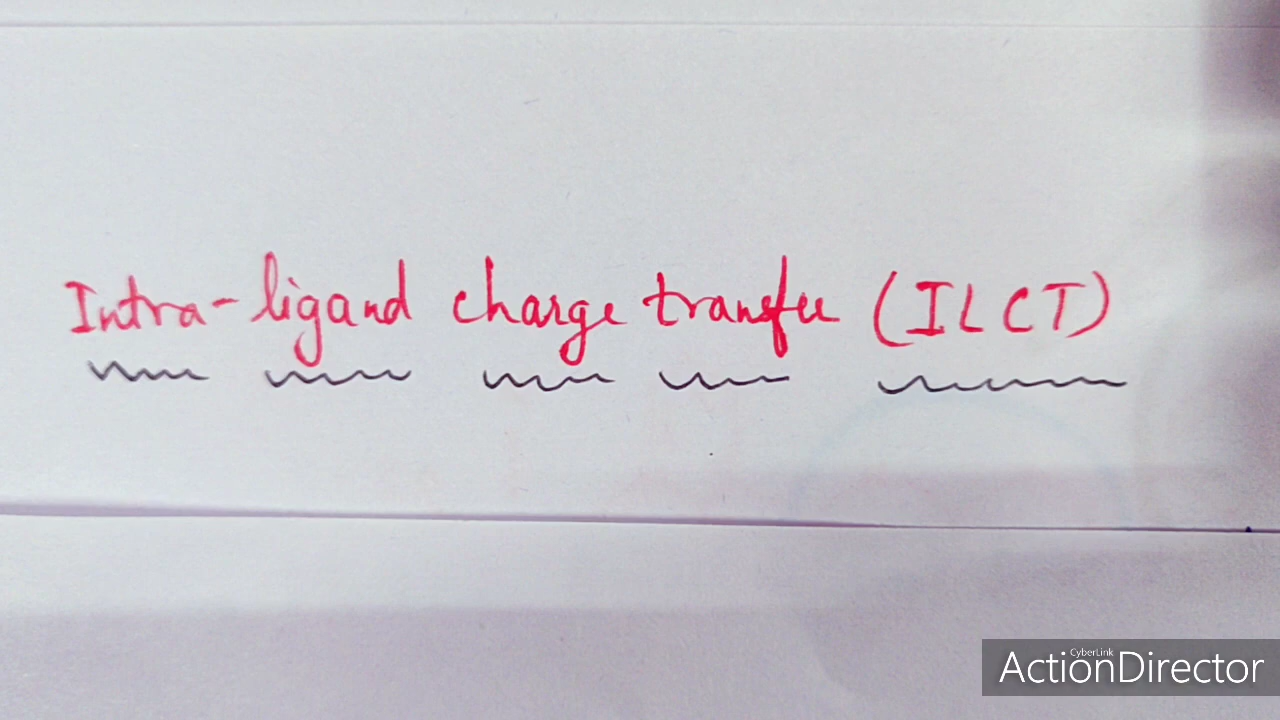 Intra-ligand charge transfer (ILCT)
CyberLink
ActionDirector